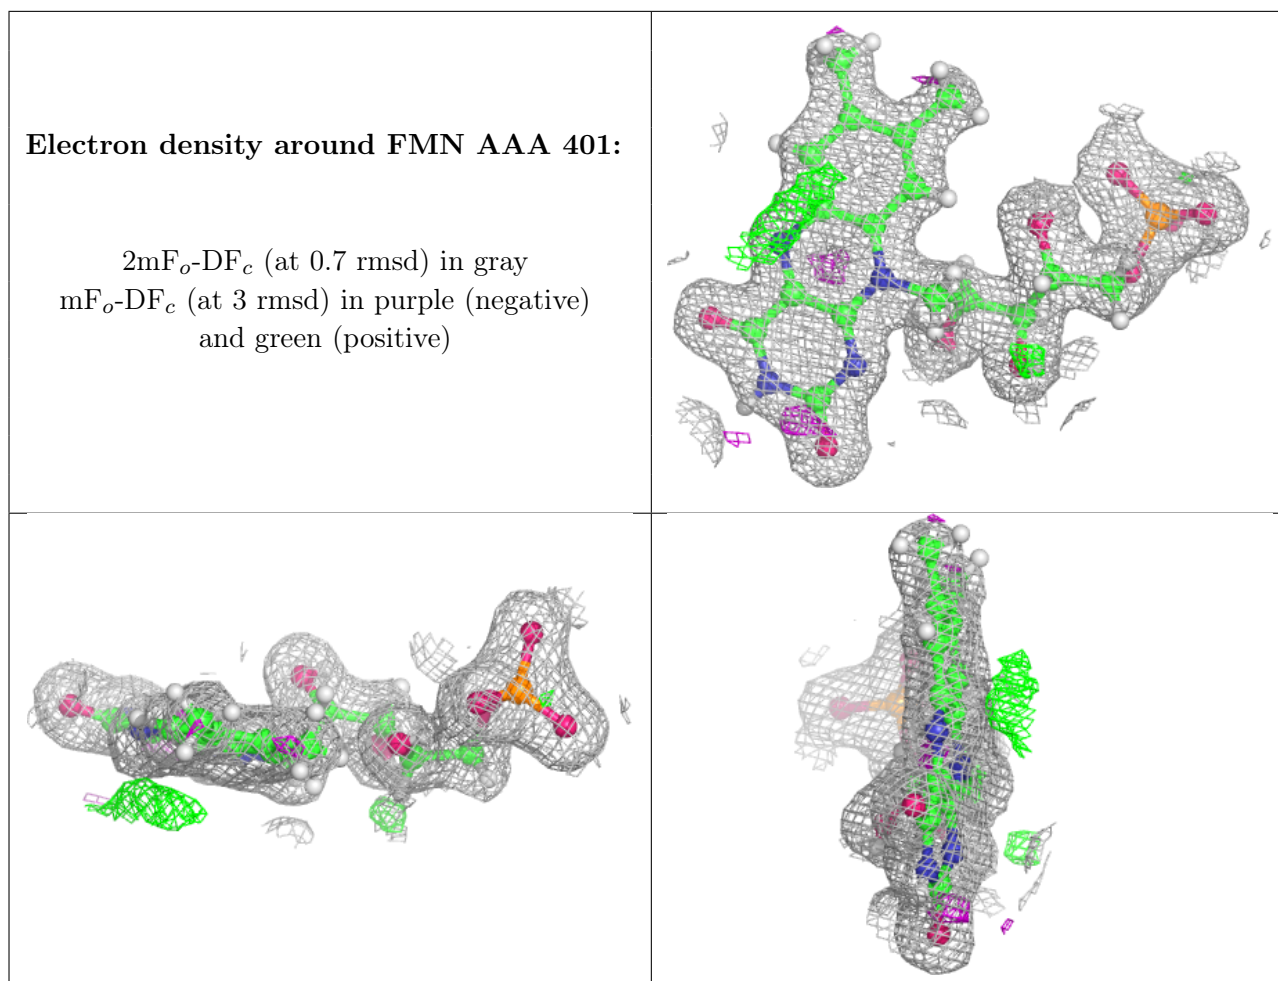 Electron density around FMN AAA 401:
2mFo-DFc (at 0.7 rmsd) in gray
mFo-DFc (at 3 rmsd) in purple (negative)
and green (positive)